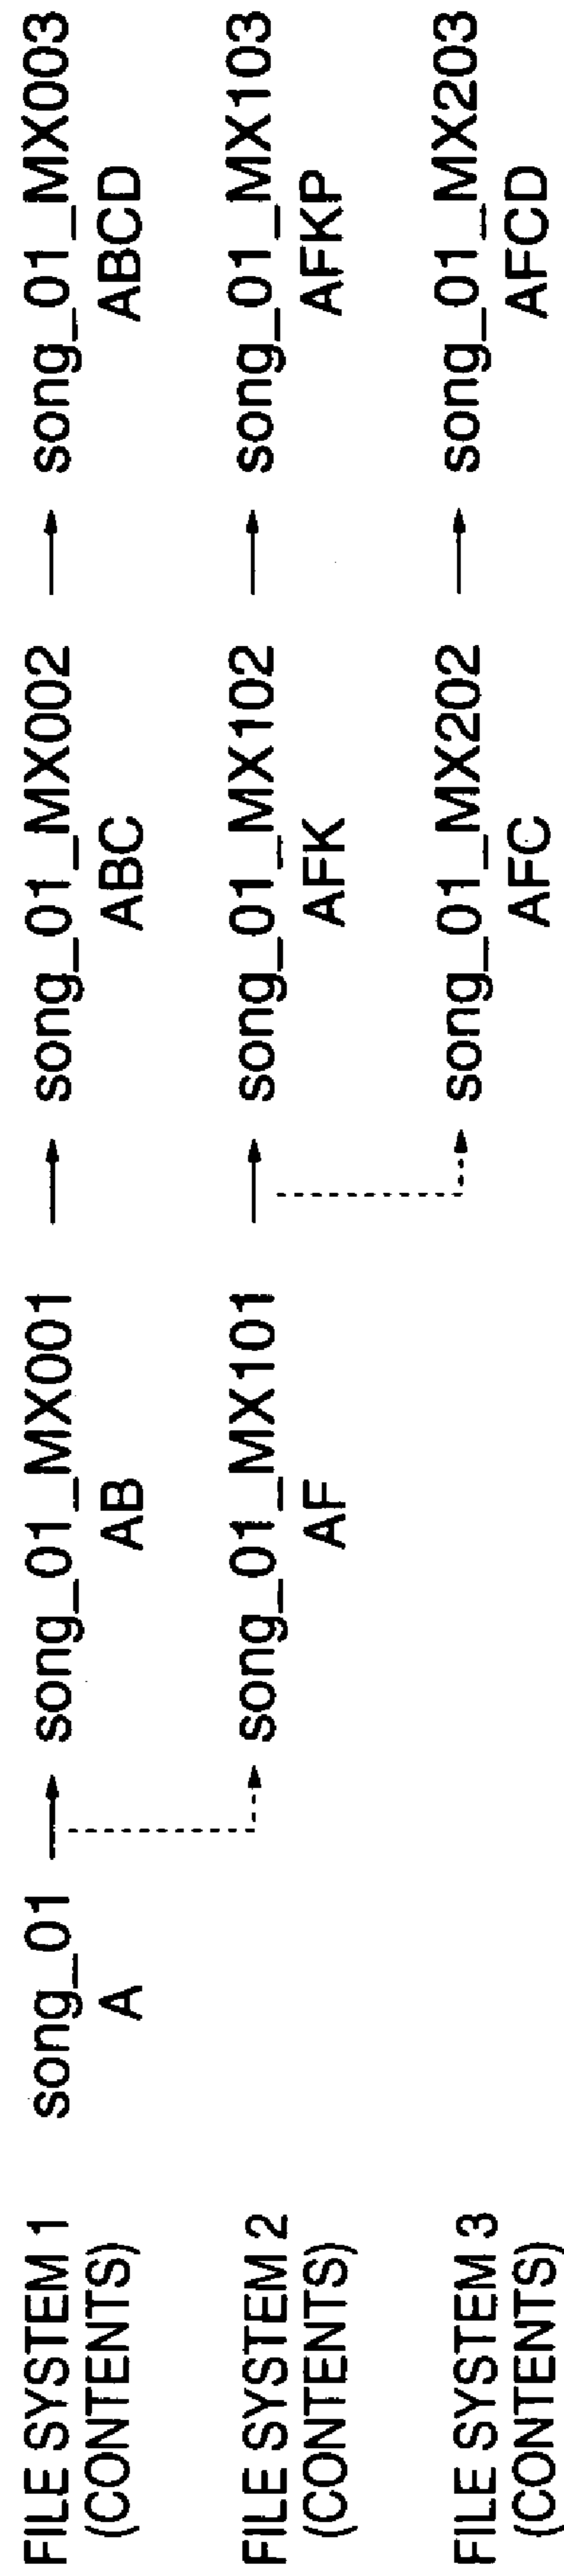 FILE SYSTEM 1
(CONTENTS)
song_01
A
song_01_MX001
AB
song_01_MX002
ABC
song_01_MX003
ABCD
FILE SYSTEM 2
(CONTENTS)
song_01_MX101
AF
song_01_MX102
AFK
song_01_MX103
AFKP
FILE SYSTEM 3
(CONTENTS)
song_01_MX202
AFC
song_01_MX203
AFCD